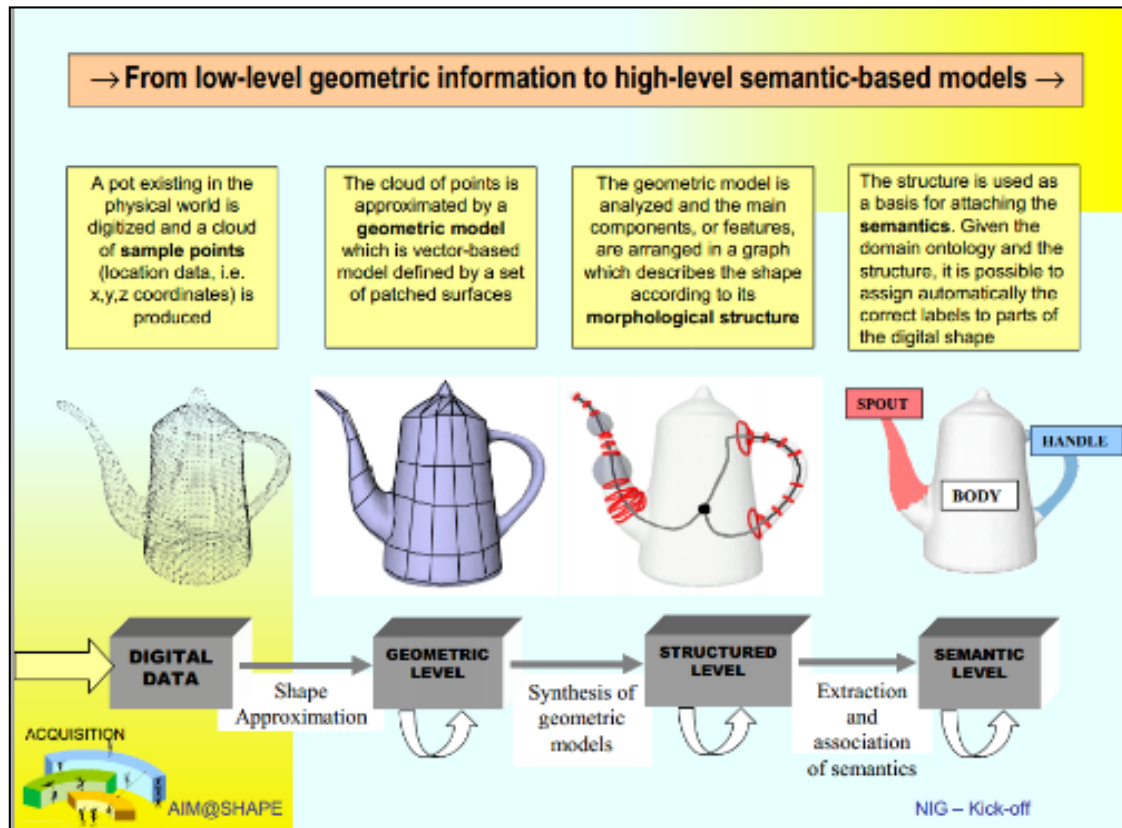 → From low-level geometric information to high-level semantic-based models →
A pot existing in the
physical world is
digitized and a cloud
of sample points
(location data, i.e.
x,y,z coordinates) is
produced
The cloud of points is
approximated by a
geometric model
which is vector-based
model defined by a set
of patched surfaces
The geometric model is
analyzed and the main
components, or features,
are arranged in a graph
which describes the shape
according to its
morphological structure
The structure is used as
a basis for attaching the
semantics. Given the
domain ontology and the
structure, it is possible to
assign automatically the
correct labels to parts of
the digital shape
SPOUT
HANDLE
BODY
DIGITAL
DATA
Shape
Approximation
GEOMETRIC
LEVEL
Synthesis of
geometric
models
STRUCTURED
LEVEL
Extraction
and
association
of semantics
SEMANTIC
LEVEL
ACQUISITION
AIM@SHAPE
NIG – Kick-off